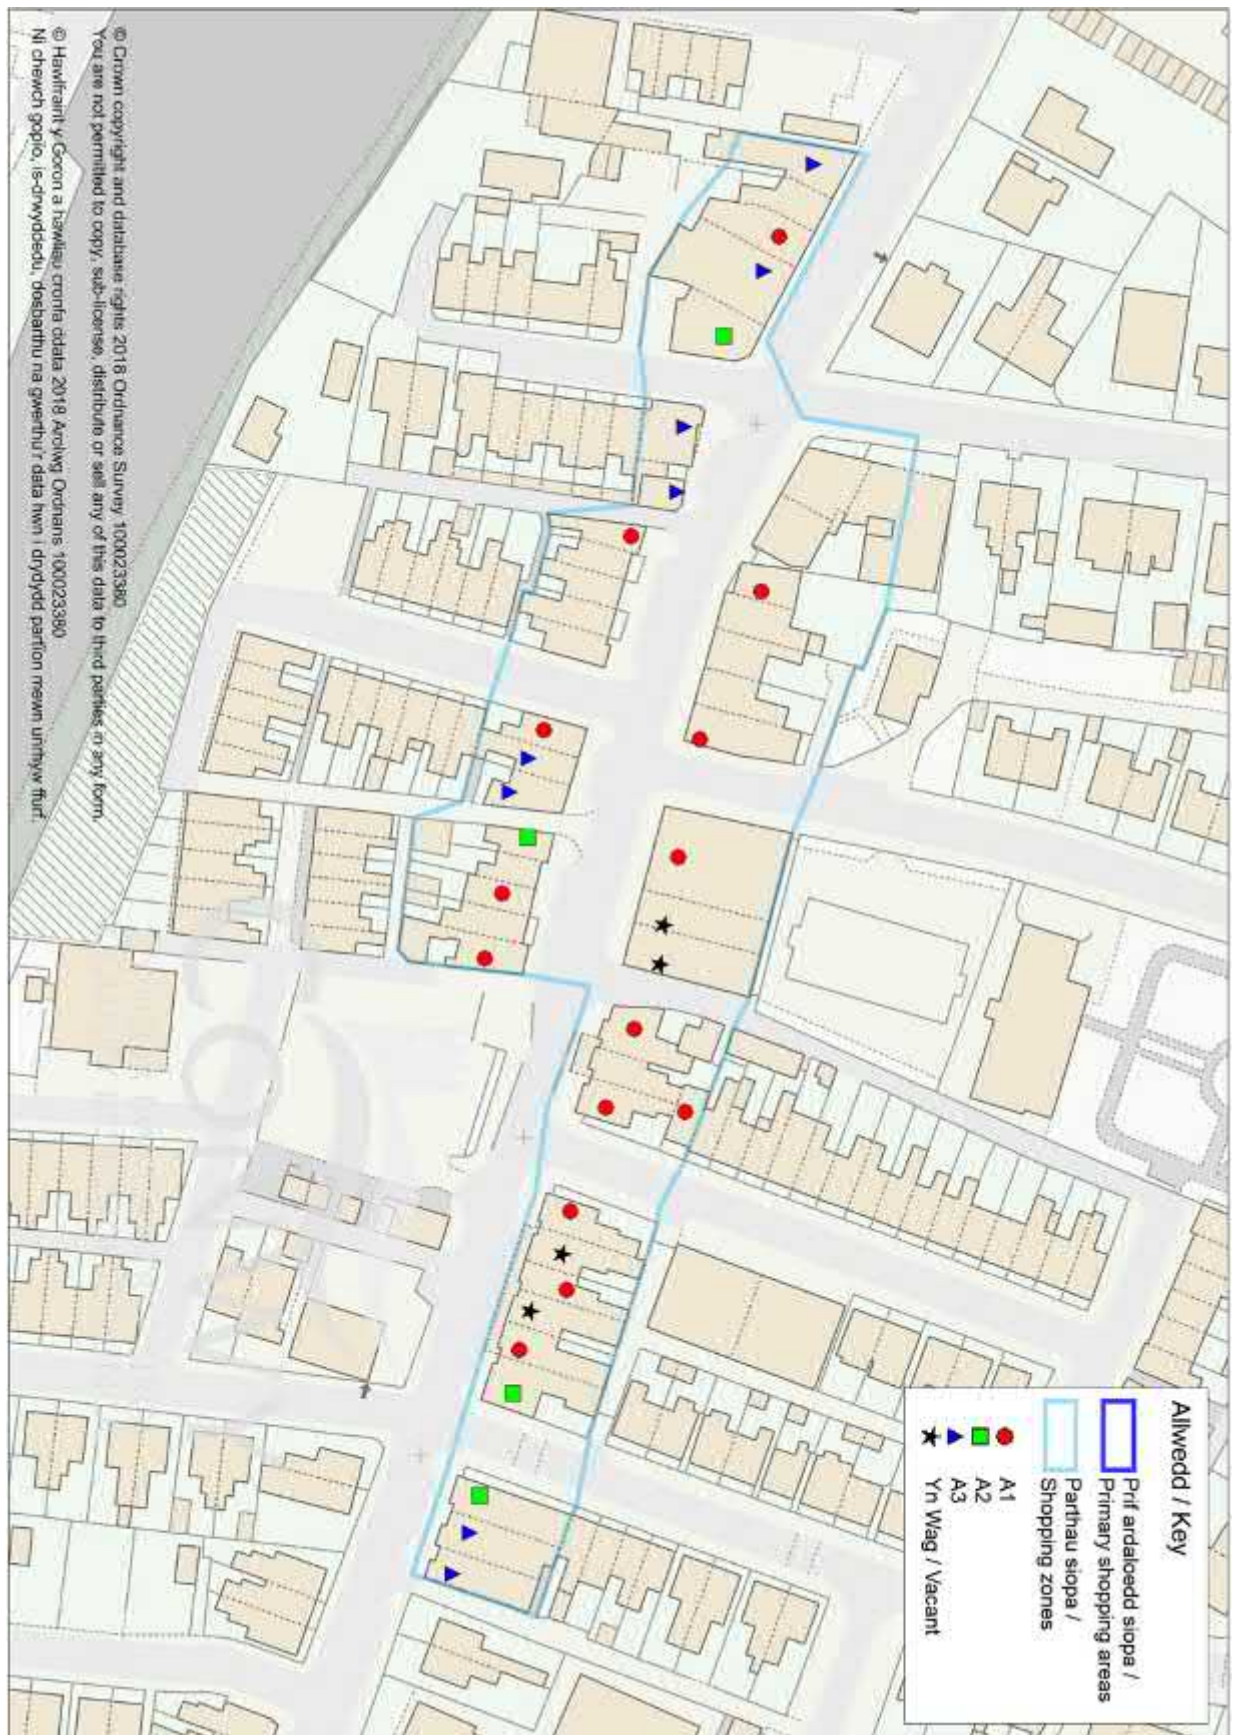 Allwedd / Key
Prif ardaloedd siopa /
Primary shopping areas
Parthau siopa /
Shopping zones
A1
A2
A3
Yn Wag / Vacant
© Crown copyright and database rights 2018 Ordnance Survey 100023380
You are not permitted to copy, sub-license, distribute or sell any of this data to third parties in any form.
© Hawlfraint y Goron a hawliau cronfa ddata 2018 Arolwg Ordnans 100023380
Ni chewch gopïo, is-drwyddedu, dosbarthu na gwerthu'r data hwn i drydydd partïon mewn unrhyw ffurf.